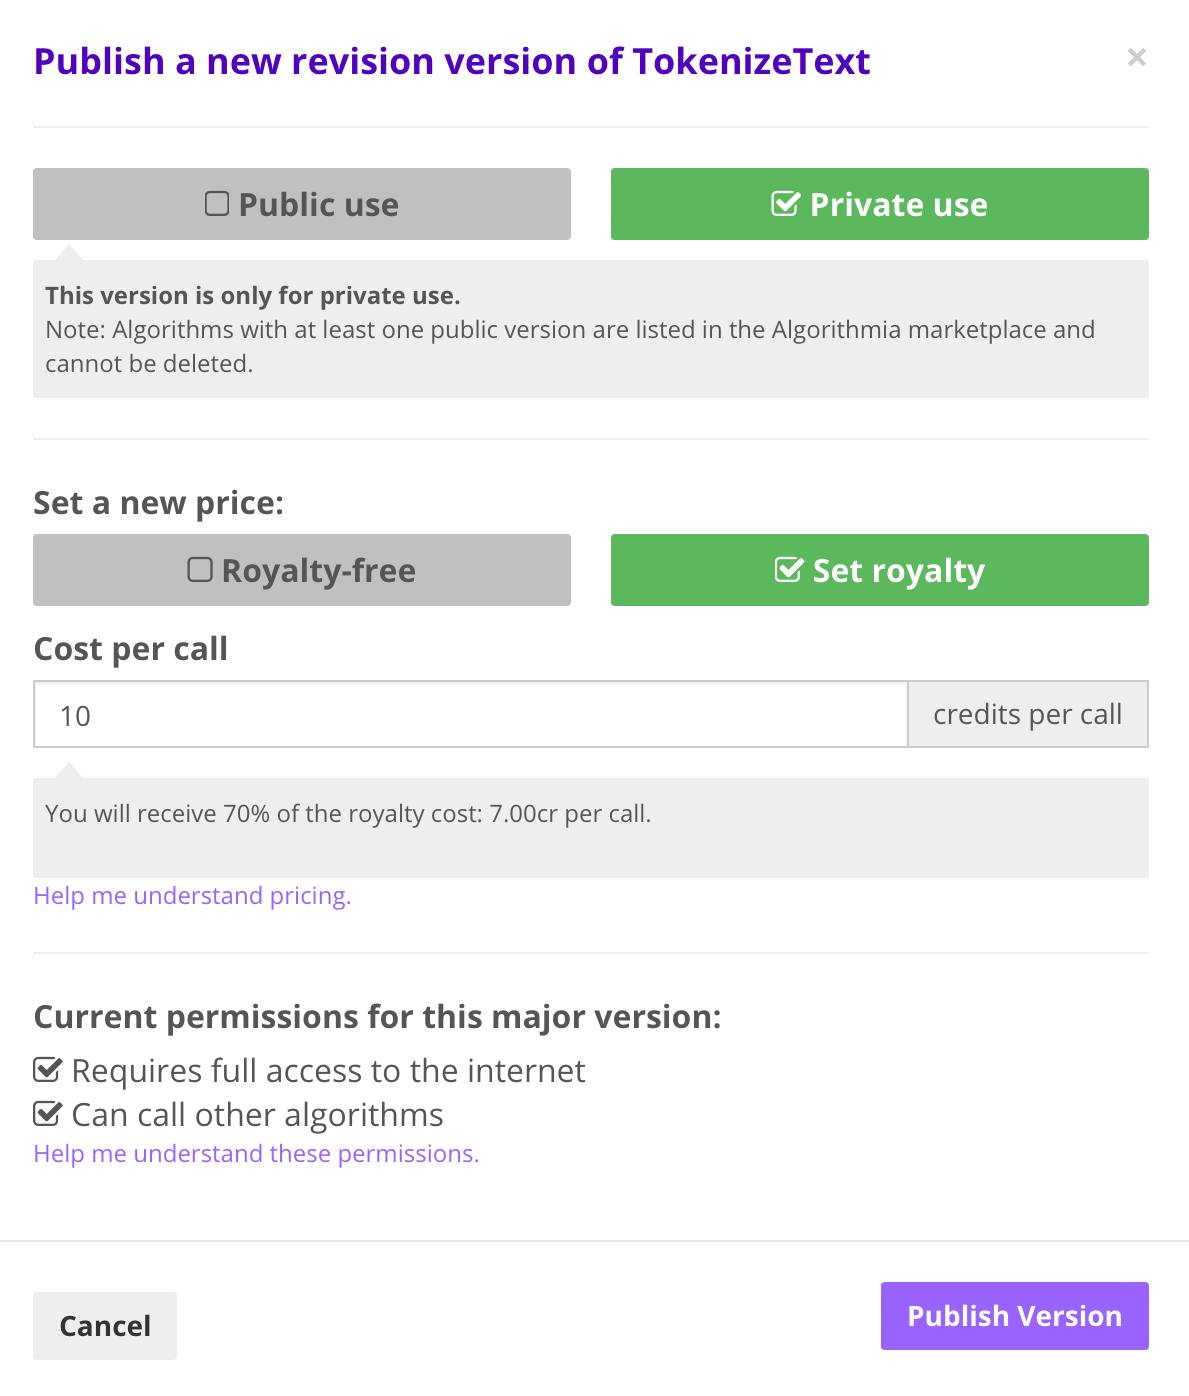 Publish a new revision version of TokenizeText
×
Public use
Private use
This version is only for private use.
Note: Algorithms with at least one public version are listed in the Algorithmia marketplace and
cannot be deleted.
Set a new price:
Royalty-free
Set royalty
Cost per call
10
credits per call
You will receive 70% of the royalty cost: 7.00cr per call.
Help me understand pricing.
Current permissions for this major version:
Requires full access to the internet
Can call other algorithms
Help me understand these permissions.
Cancel
Publish Version